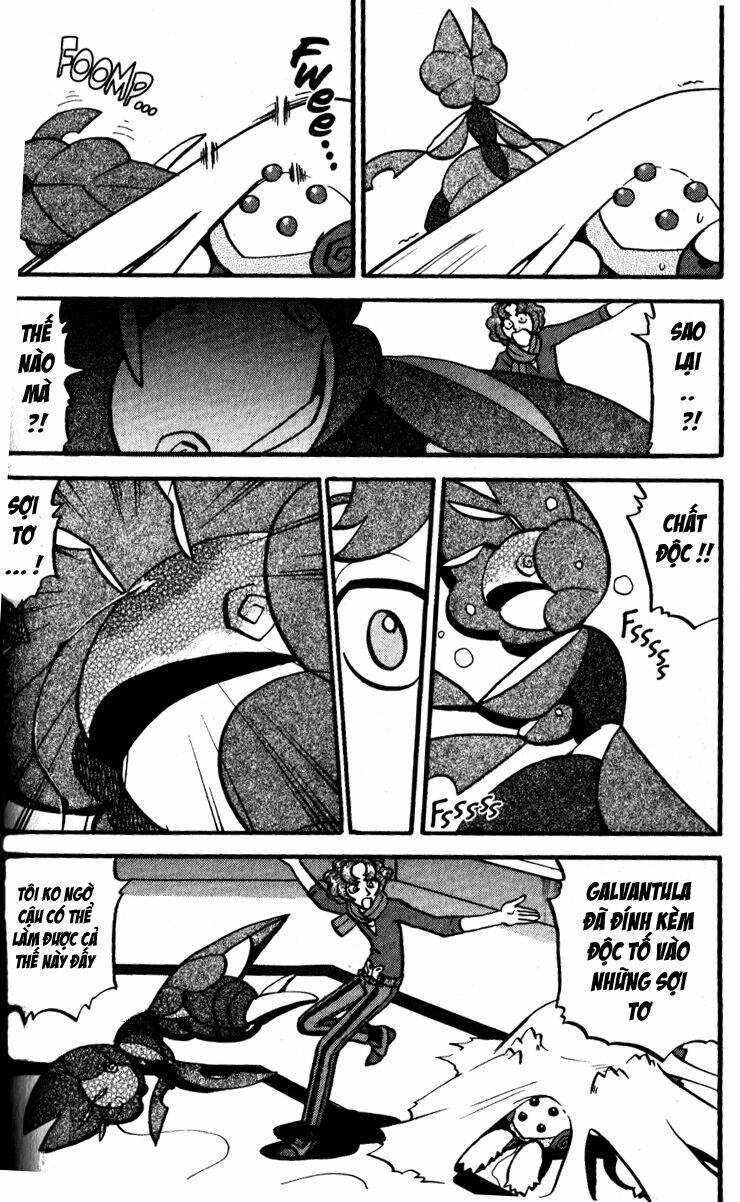 FWEE...
FOOMP...
SAO
LẠI
..
?!
THẾ
NÀO
MÀ
?!
CHẤT
ĐỘC !!
FSSSSS
FSSSSSS
SỢI
TƠ
... !
GALVANTULA
ĐÃ ĐÍNH KÈM
ĐỘC TỐ VÀO
NHỮNG SỢI
TƠ
TÔI KO NGỜ
CẬU CÓ THỂ
LÀM ĐƯỢC CẢ
THẾ NÀY ĐẤY